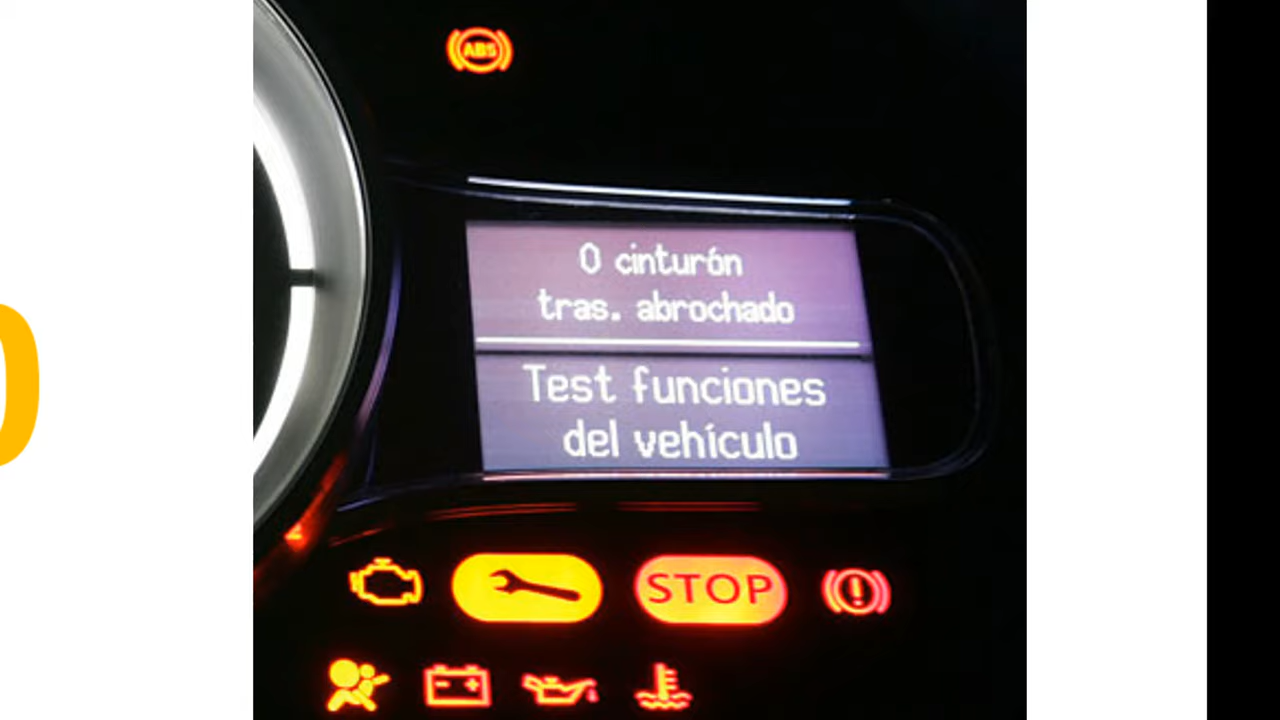 ABS
0 cinturón
tras. abrochado
Test funciones
del vehículo
STOP